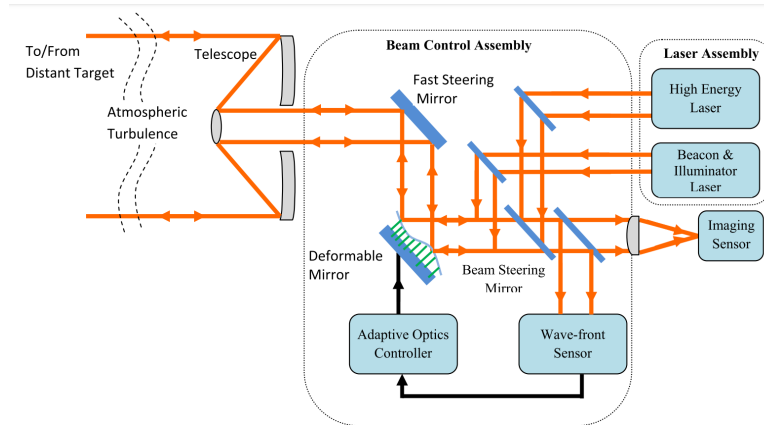 Beam Control Assembly
Laser Assembly
To/From
Distant Target
Telescope
Fast Steering
Mirror
High Energy
Laser
Atmospheric
Turbulence
Beacon &
Illuminator
Laser
Imaging
Sensor
Deformable
Mirror
Beam Steering
Mirror
Adaptive Optics
Controller
Wave-front
Sensor